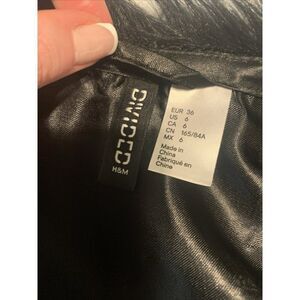 DIVIDED
H&M
EUR 36
US 6
CA 6
CN 165/84A
MX 6
Made in
China
Fabriqué en
Chine